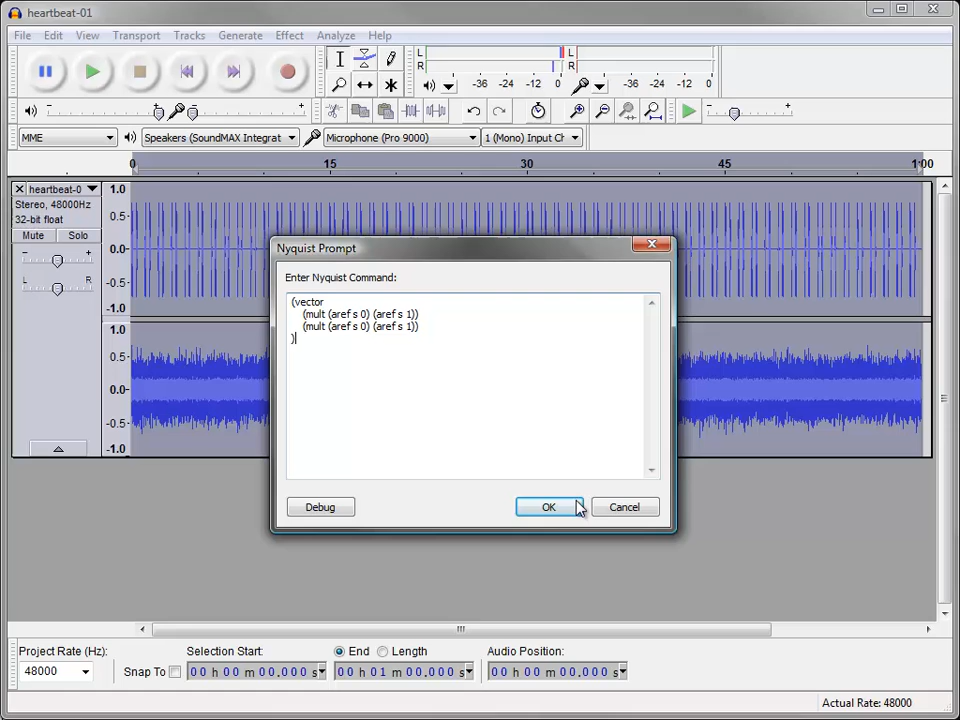 heartbeat-01
File Edit View Transport Tracks Generate Effect Analyze Help
L
R
-36 -24 -12 0
L
R
-36 -24 -12 0
MME
Speakers (SoundMAX Integrat
Microphone (Pro 9000)
1 (Mono) Input Ch
0 15 30 45 1:00
heartbeat-0
Stereo, 48000Hz
32-bit float
Mute Solo
- +
L R
1.0
0.5
0.0-
-0.5
-1.0
1.0
0.5-
0.0-
-0.5-
-1.0
Nyquist Prompt
Enter Nyquist Command:
(vector
(mult (aref s 0) (aref s 1))
(mult (aref s 0) (aref s 1))
)
Debug OK Cancel
Project Rate (Hz):
48000
Snap To
Selection Start:
00 h 00 m 00.000 s
End Length
00 h 01 m 00.000 s
Audio Position:
00 h 00 m 00.000 s
Actual Rate: 48000